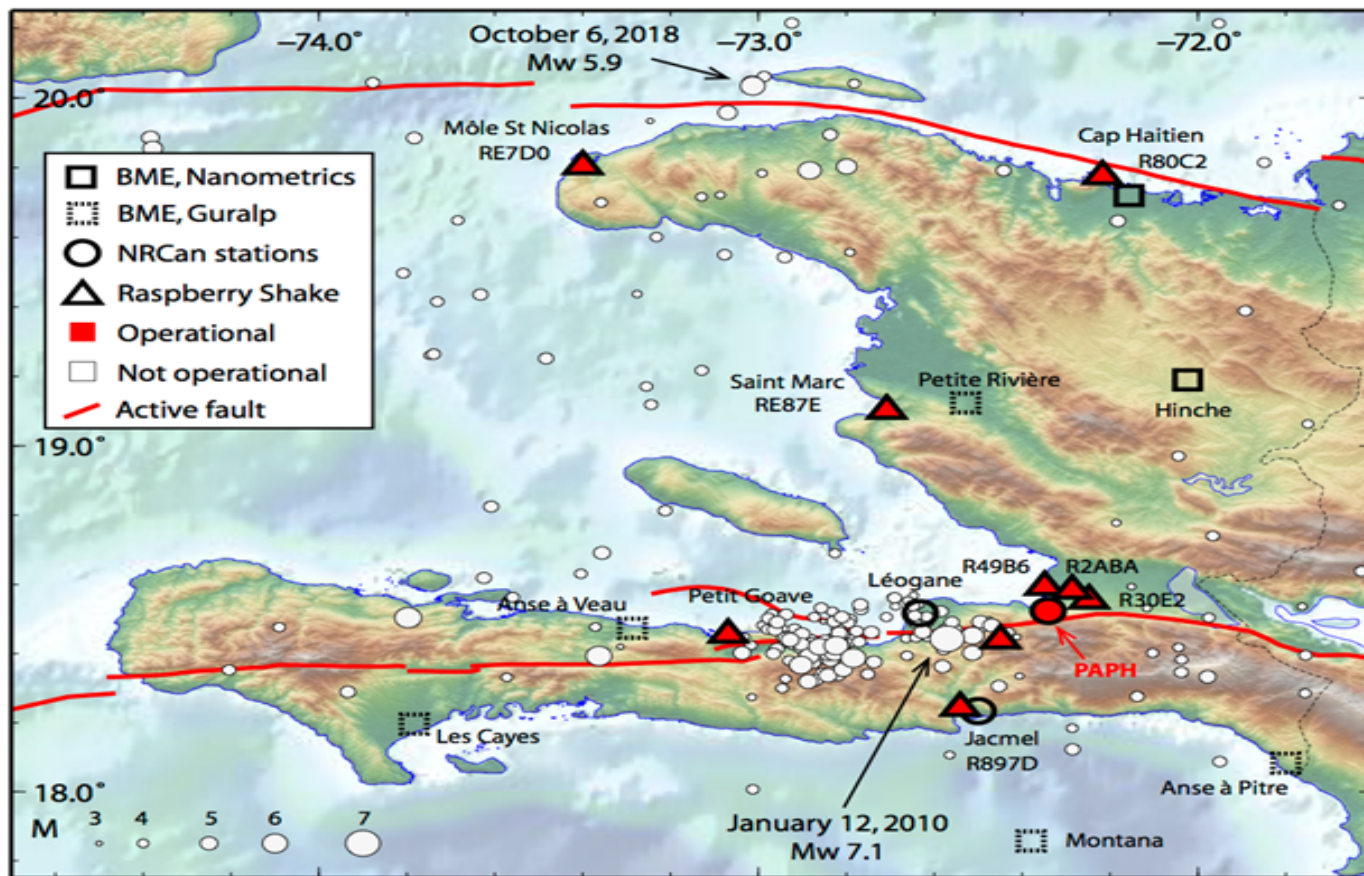 −74.0°
October 6, 2018
Mw 5.9
−73.0°
−72.0°
20.0°
Môle St Nicolas
RE7D0
Cap Haitien
R80C2
BME, Nanometrics
BME, Guralp
NRCan stations
Raspberry Shake
Operational
Not operational
Active fault
Saint Marc
RE87E
Petite Rivière
Hinche
19.0°
R49B6
R2ABA
R30E2
Léogane
Petit Goave
Anse à Veau
PAPH
Les Cayes
Jacmel
R897D
Anse à Pitre
18.0°
M
3 4 5 6 7
January 12, 2010
Mw 7.1
Montana